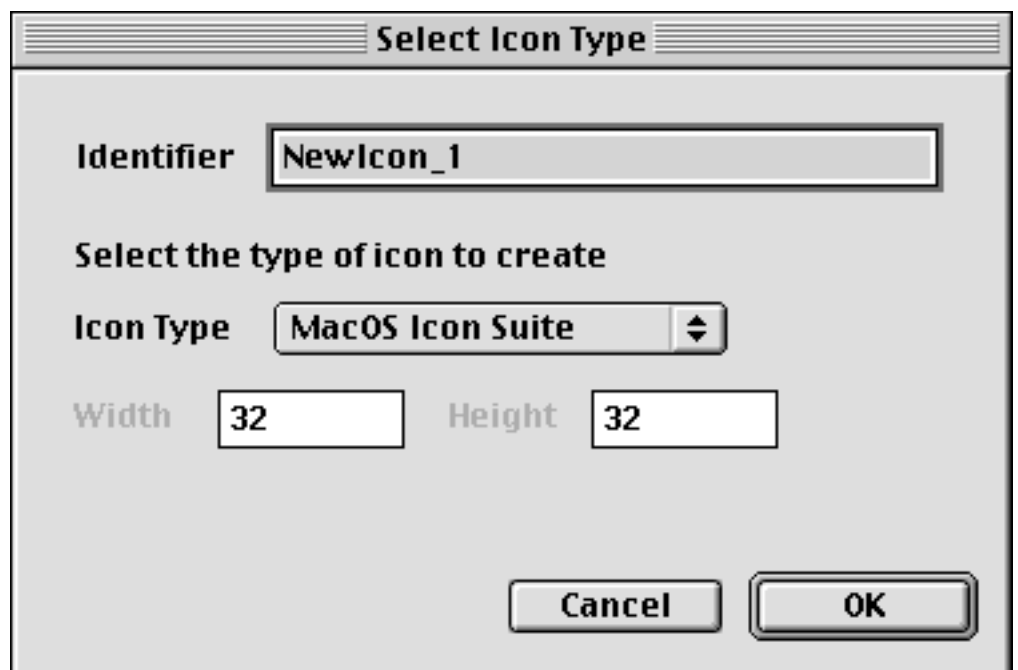 Select Icon Type
Identifier NewIcon_1
Select the type of icon to create
Icon Type MacOS Icon Suite
Width 32 Height 32
Cancel OK